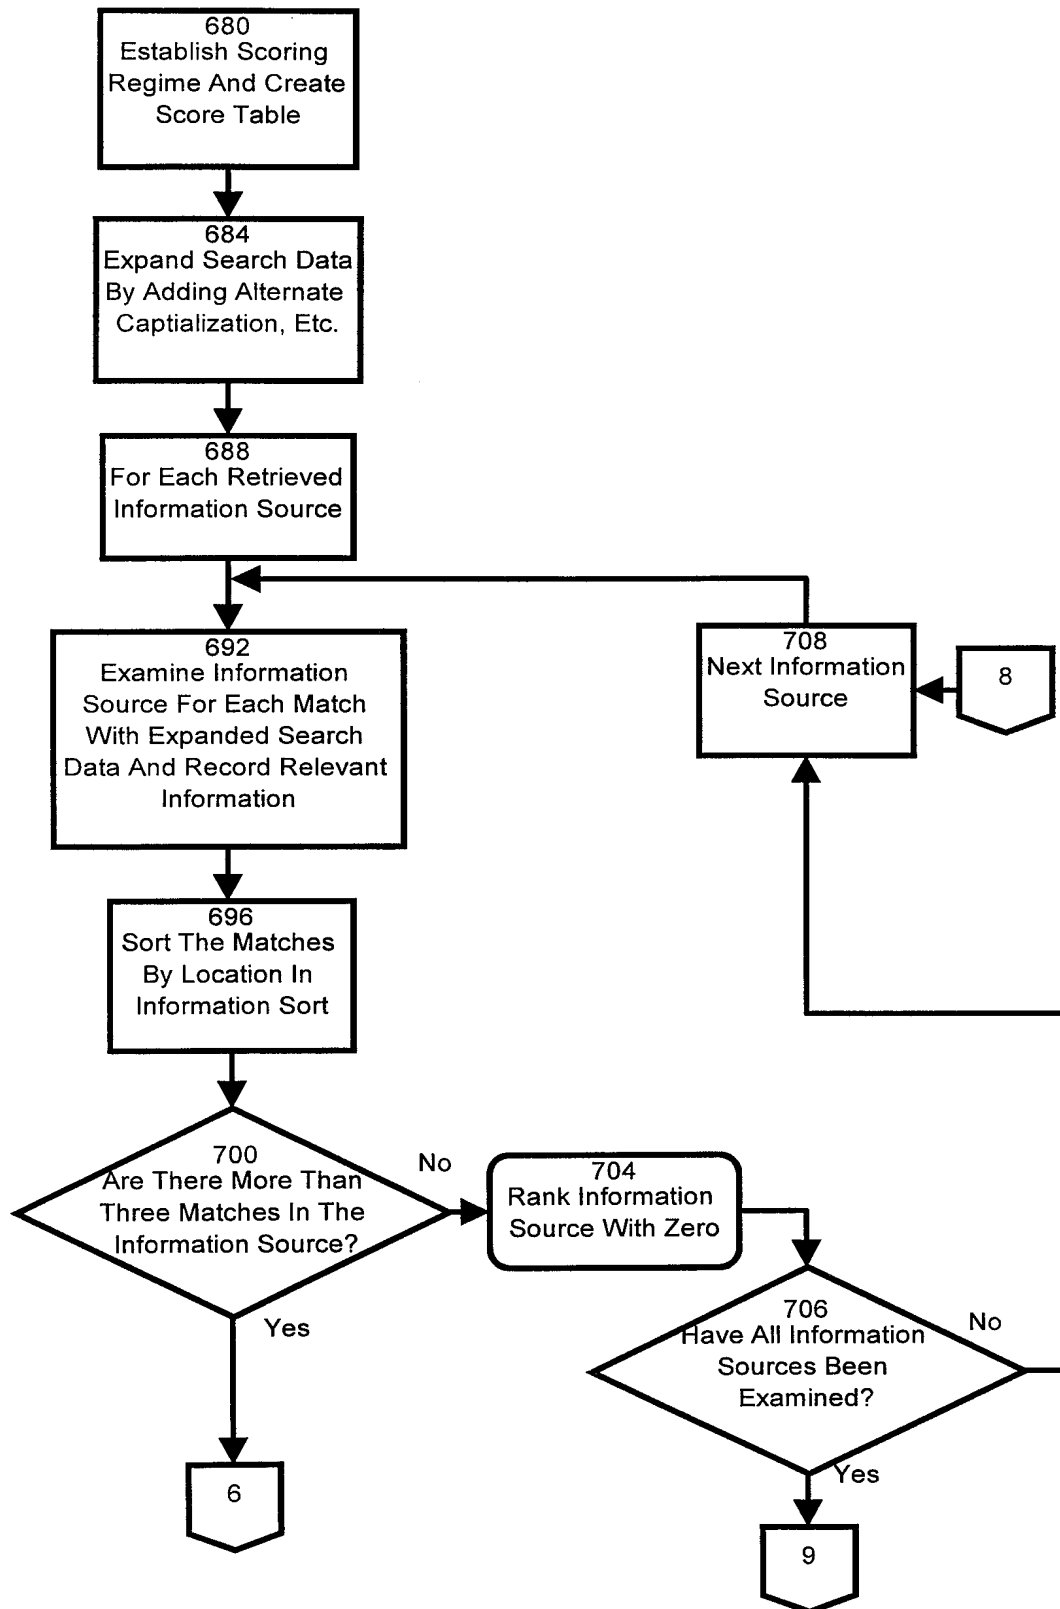 680
Establish Scoring
Regime And Create
Score Table
684
Expand Search Data
By Adding Alternate
Captialization, Etc.
688
For Each Retrieved
Information Source
692
Examine Information
Source For Each Match
With Expanded Search
Data And Record Relevant
Information
708
Next Information
Source
8
696
Sort The Matches
By Location In
Information Sort
700
Are There More Than
Three Matches In The
Information Source?
No
Yes
704
Rank Information
Source With Zero
706
Have All Information
Sources Been
Examined?
No
Yes
6
9